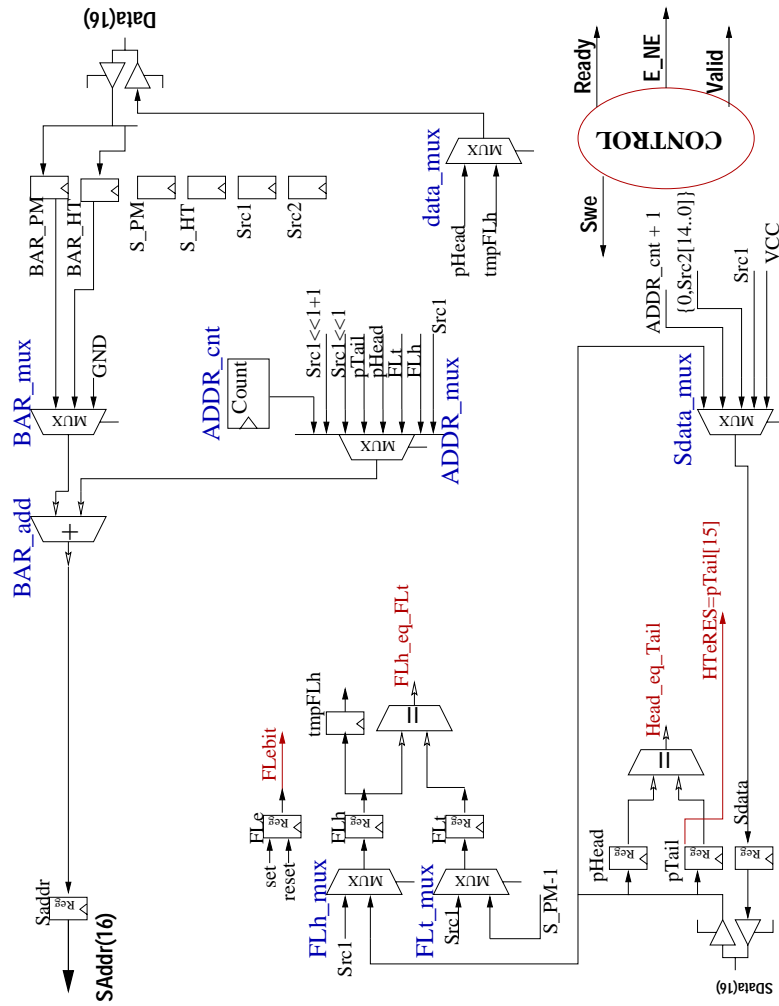 Data(16)
BAR_PM
BAR_HT
S_PM
S_HT
Src1
Src2
MUX
data_mux
pHead
tmpFLh
Ready
E_NE
Valid
CONTROL
Swe
BAR_mux
MUX
GND
ADDR_cnt
Count
Src1<<1+1
Src1<<1
pTail
pHead
FLt
FLh
Src1
MUX
ADDR_mux
ADDR_cnt + 1
{0,Src2[14..0]}
Src1
VCC
MUX
Sdata_mux
BAR_add
+
FLh_eq_FLt
=
tmpFLh
FLebit
FLe
Reg
set
reset
FLh
Reg
FLt
Reg
FLh_mux
MUX
Src1
FLt_mux
MUX
Src1
S_PM-1
HTeRES=pTail[15]
Head_eq_Tail
=
pHead
Reg
pTail
Reg
Sdata
Reg
Saddr
Reg
SAddr(16)
SData(16)